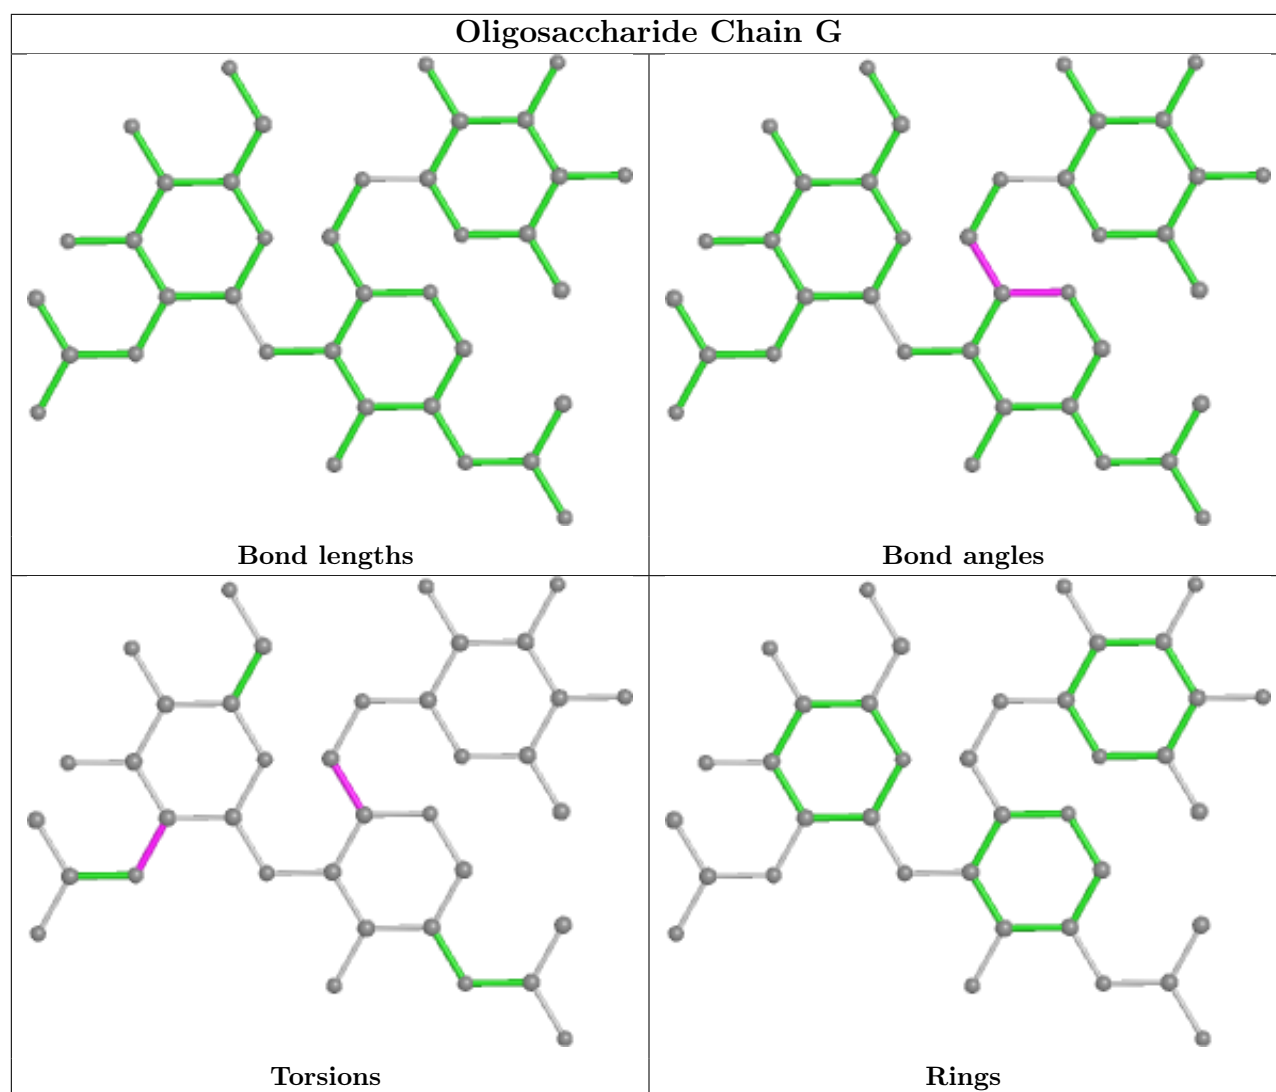 Oligosaccharide Chain G
Bond lengths
Bond angles
Torsions
Rings